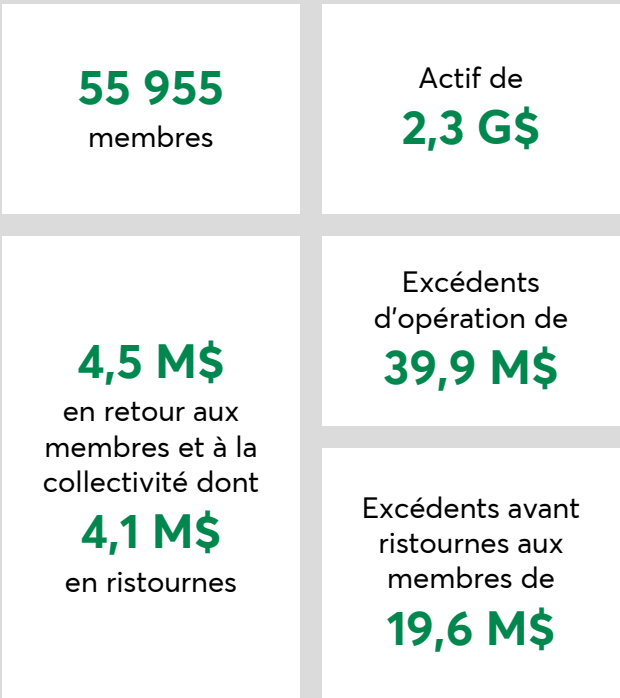 55 955
membres
Actif de
2,3 G$
4,5 M$
en retour aux
membres et à la
collectivité dont
4,1 M$
en ristournes
Excédents
d’opération de
39,9 M$
Excédents avant
ristournes aux
membres de
19,6 M$